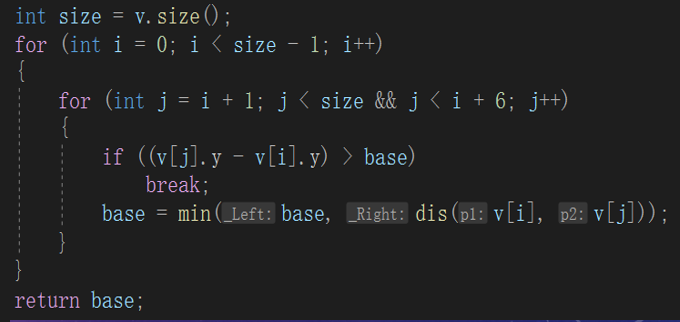 int size = v.size();
for (int i = 0; i < size - 1; i++)
{
for (int j = i + 1; j < size && j < i + 6; j++)
{
if ((v[j].y - v[i].y) > base)
break;
base = min(_Left: base, _Right: dis(p1: v[i], p2: v[j]));
}
}
return base;